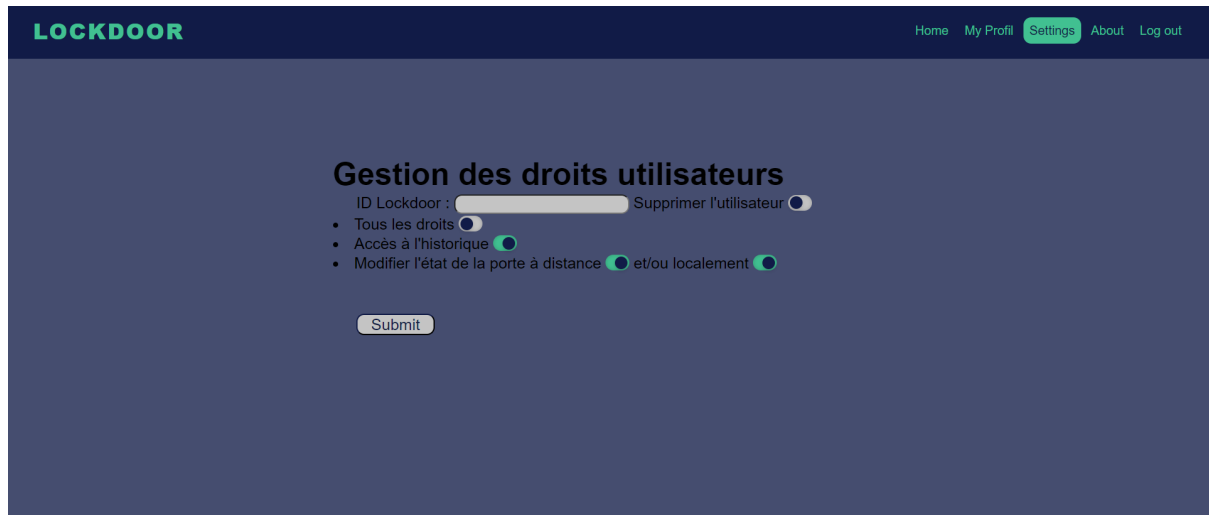 LOCKDOOR
Home My Profil Settings About Log out
Gestion des droits utilisateurs
ID Lockdoor : Supprimer l'utilisateur
• Tous les droits
• Accès à l'historique
• Modifier l'état de la porte à distance et/ou localement
Submit